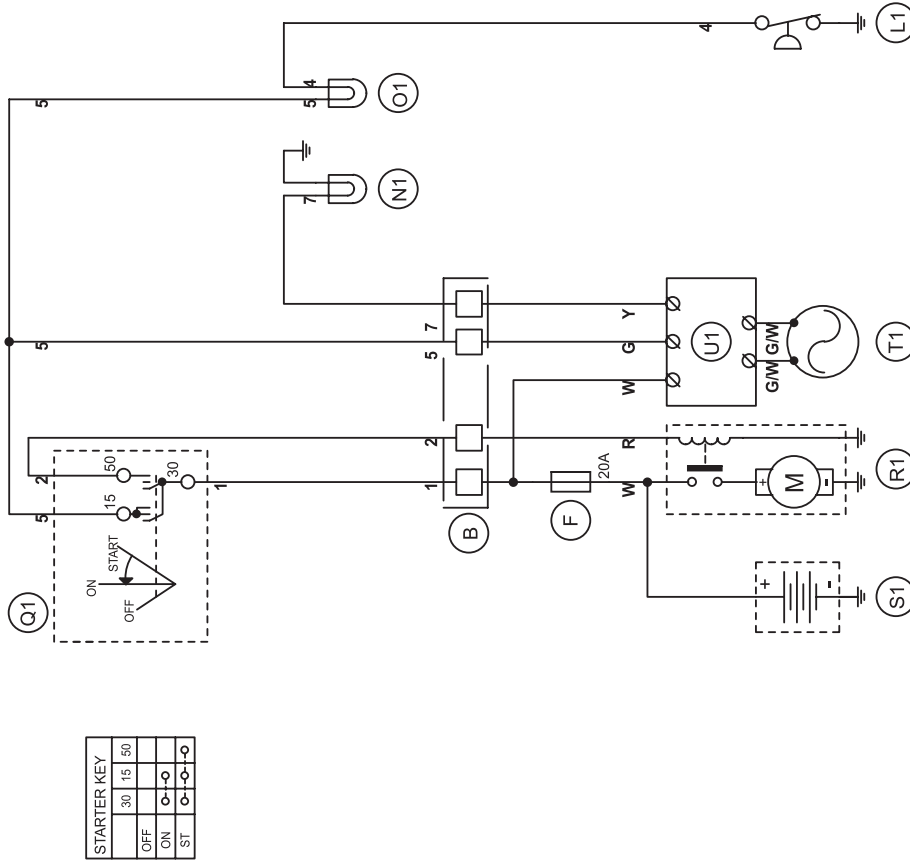 Q1
OFF
ON
START
5
2
15
50
30
1
5
5
7
N1
5
4
O1
4
L1
B
1
2
5
7
F
20A
W
R
W
G
Y
U1
G/W
G/W
T1
+
-
S1
+
M
-
R1
STARTER KEY
30 15 50
OFF
ON
ST